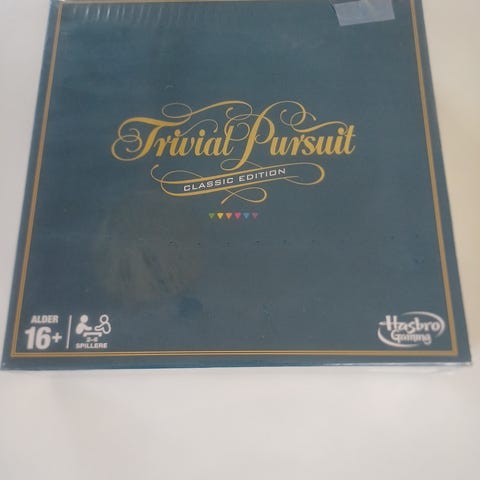 Trivial Pursuit
CLASSIC EDITION
ALDER
16+
2-6
SPILLERE
Hasbro
Gaming